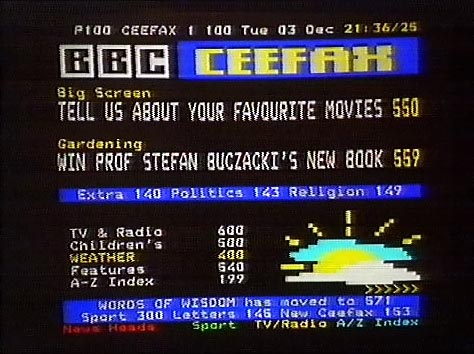 P100 CEEFAX 1 100 Tue 03 Dec 21:36/25
BBC CEEFAX
Big Screen
TELL US ABOUT YOUR FAVOURITE MOVIES 550
Gardening
WIN PROF STEFAN BUCZACKI'S NEW BOOK 559
Extra 140 Politics 143 Religion 149
TV & Radio 600
Children's 500
WEATHER 400
Features 540
A-Z Index 199
>>>>>>
WORDS OF WISDOM has moved to 571
Sport 300 Letters 145 New Ceefax 153
News Heads Sport TV/Radio A/Z Index